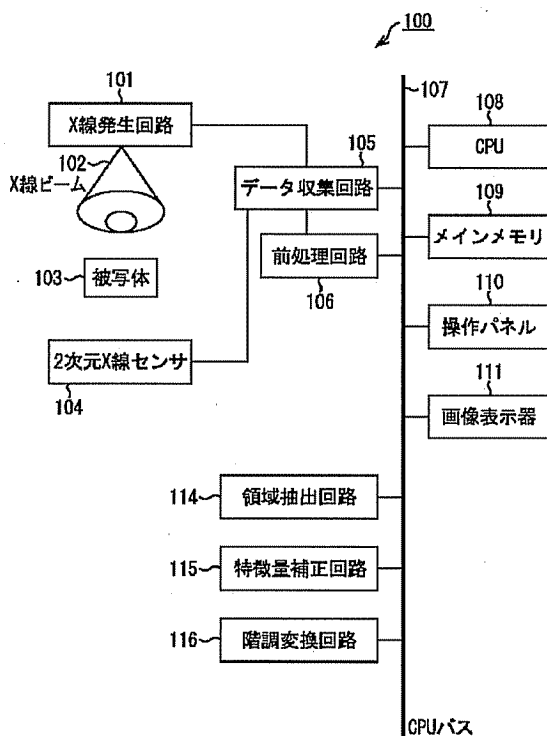 100
107
101
X線発生回路
102
X線ビーム
103
被写体
2次元X線センサ
104
105
データ収集回路
前処理回路
106
108
CPU
109
メインメモリ
110
操作パネル
111
画像表示器
114
領域抽出回路
115
特徴量補正回路
116
階調変換回路
CPUバス